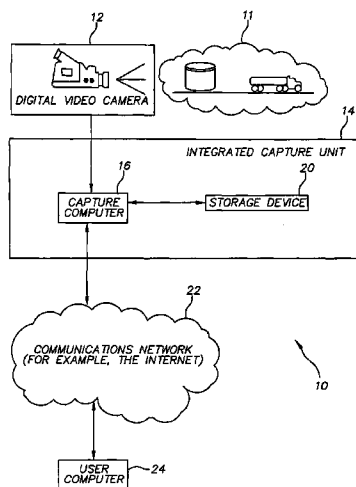 12
11
DIGITAL VIDEO CAMERA
14
INTEGRATED CAPTURE UNIT
16
20
CAPTURE
COMPUTER
STORAGE DEVICE
22
COMMUNICATIONS NETWORK
(FOR EXAMPLE, THE INTERNET)
10
USER
COMPUTER
24